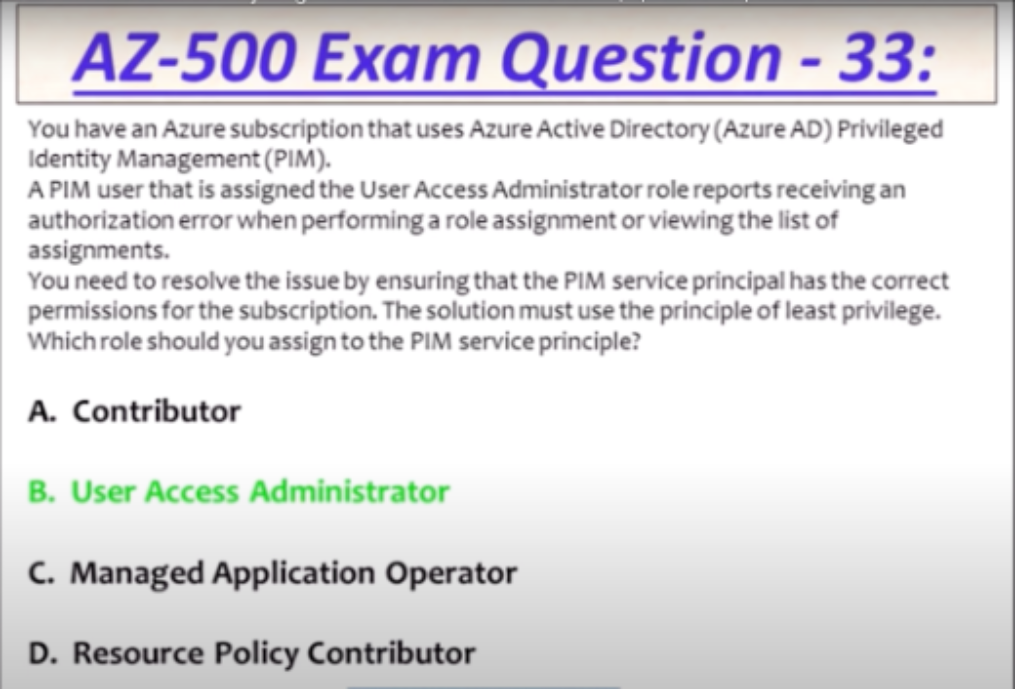 AZ-500 Exam Question - 33:
You have an Azure subscription that uses Azure Active Directory (Azure AD) Privileged
Identity Management (PIM).
A PIM user that is assigned the User Access Administrator role reports receiving an
authorization error when performing a role assignment or viewing the list of
assignments.
You need to resolve the issue by ensuring that the PIM service principal has the correct
permissions for the subscription. The solution must use the principle of least privilege.
Which role should you assign to the PIM service principle?
A. Contributor
B. User Access Administrator
C. Managed Application Operator
D. Resource Policy Contributor